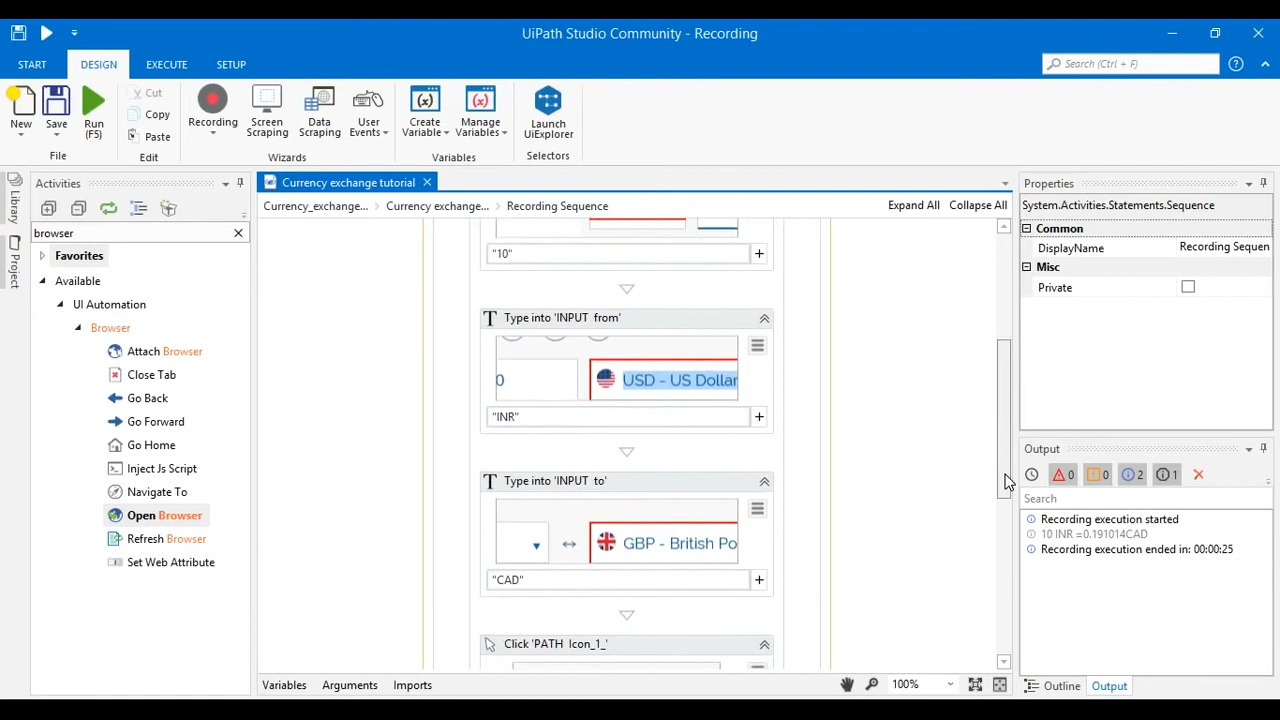 UiPath Studio Community - Recording
START
DESIGN
EXECUTE
SETUP
Search (Ctrl + F)
New
Save
Run
(F5)
Cut
Copy
Paste
Recording
Screen
Scraping
Data
Scraping
User
Events
Create
Variable
Manage
Variables
Launch
UiExplorer
File
Edit
Wizards
Variables
Selectors
Library
Project
Activities
browser
Favorites
Available
UI Automation
Browser
Attach Browser
Close Tab
Go Back
Go Forward
Go Home
Inject Js Script
Navigate To
Open Browser
Refresh Browser
Set Web Attribute
Currency exchange tutorial
Currency_exchange...
Currency exchange...
Recording Sequence
Expand All
Collapse All
"10"
Type into 'INPUT from'
0
USD - US Dollar
"INR"
Type into 'INPUT to'
GBP - British Po
"CAD"
Click 'PATH Icon_1_'
Variables
Arguments
Imports
100%
Properties
System.Activities.Statements.Sequence
Common
DisplayName
Recording Sequen
Misc
Private
Output
0
0
2
1
Search
Recording execution started
10 INR =0.191014CAD
Recording execution ended in: 00:00:25
Outline
Output